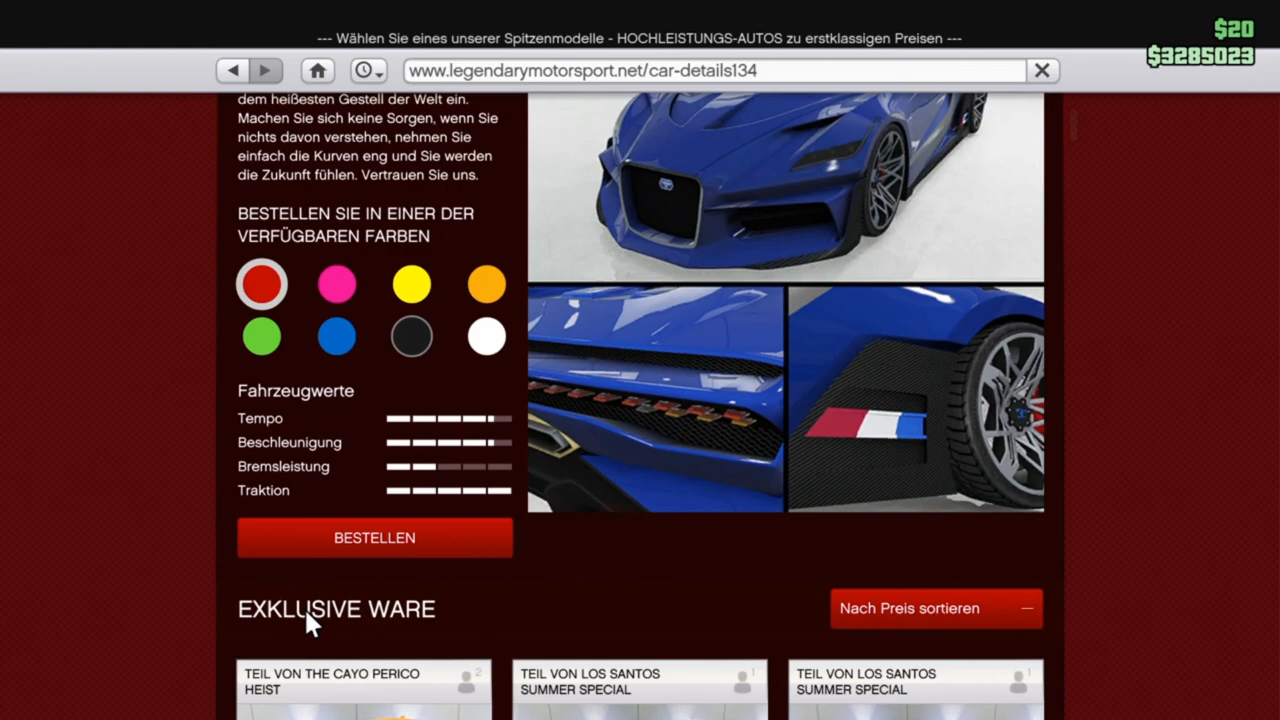 $20
--- Wählen Sie eines unserer Spitzenmodelle - HOCHLEISTUNGS-AUTOS zu erstklassigen Preisen ---
$3285023
www.legendarymotorsport.net/car-details134
dem heißesten Gestell der Welt ein.
Machen Sie sich keine Sorgen, wenn Sie
nichts davon verstehen, nehmen Sie
einfach die Kurven eng und Sie werden
die Zukunft fühlen. Vertrauen Sie uns.
BESTELLEN SIE IN EINER DER
VERFÜGBAREN FARBEN
Fahrzeugwerte
Tempo
Beschleunigung
Bremsleistung
Traktion
BESTELLEN
EXKLUSIVE WARE
Nach Preis sortieren
TEIL VON THE CAYO PERICO
HEIST
2
TEIL VON LOS SANTOS
SUMMER SPECIAL
1
TEIL VON LOS SANTOS
SUMMER SPECIAL
1